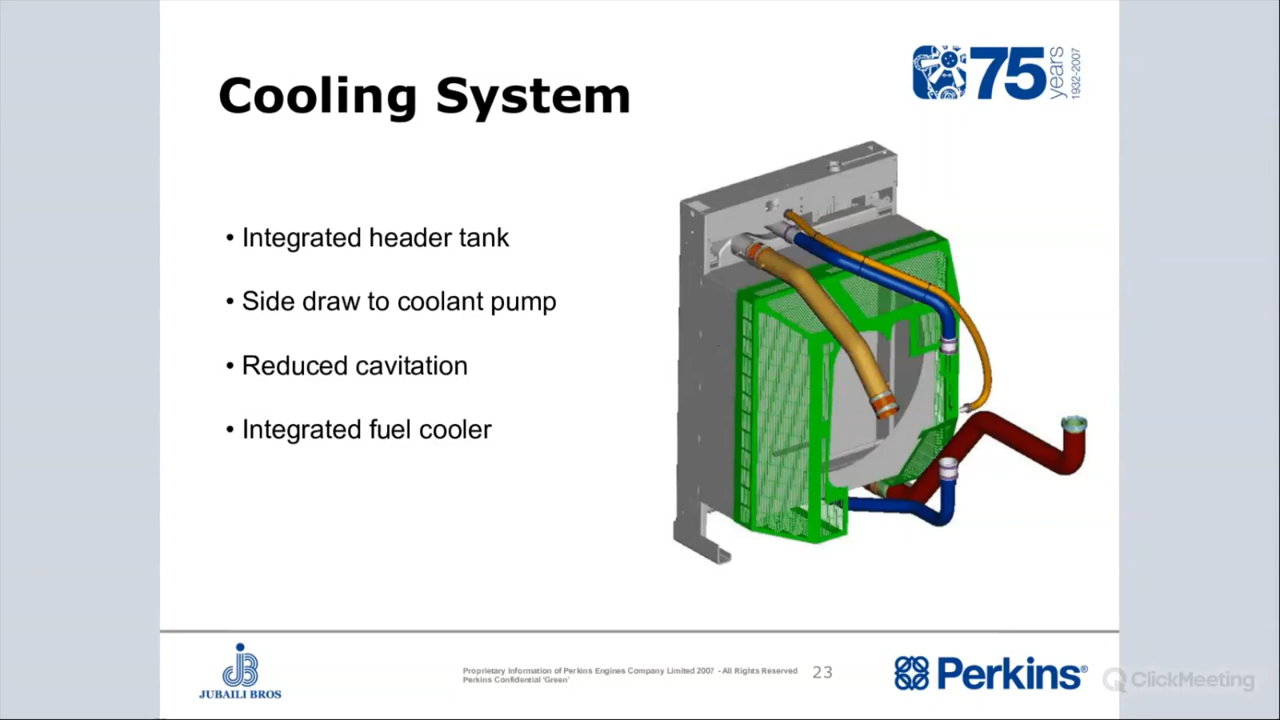 Cooling System
75 years
1932-2007
• Integrated header tank
• Side draw to coolant pump
• Reduced cavitation
• Integrated fuel cooler
JUBAILI BROS
Proprietary Information of Perkins Engines Company Limited 2007 - All Rights Reserved
Perkins Confidential 'Green'
23
Perkins®
ClickMeeting